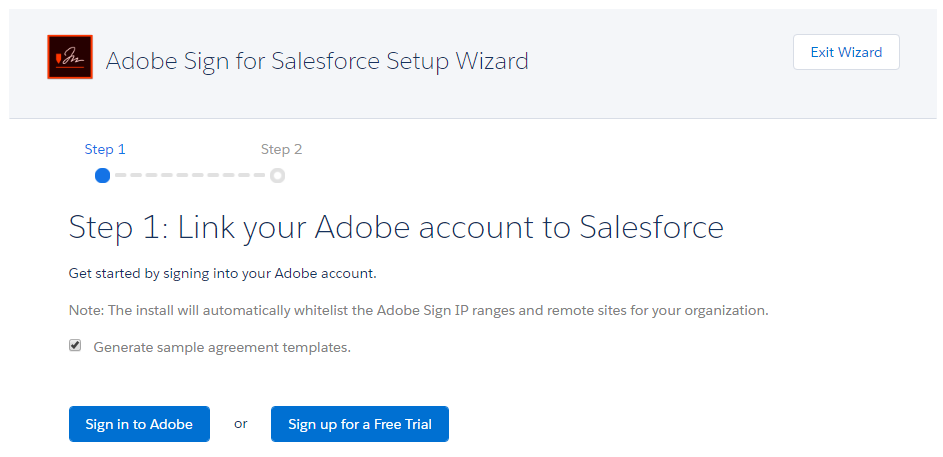 Adobe Sign for Salesforce Setup Wizard
Exit Wizard
Step 1
Step 2
Step 1: Link your Adobe account to Salesforce
Get started by signing into your Adobe account.
Note: The install will automatically whitelist the Adobe Sign IP ranges and remote sites for your organization.
Generate sample agreement templates.
Sign in to Adobe
or
Sign up for a Free Trial